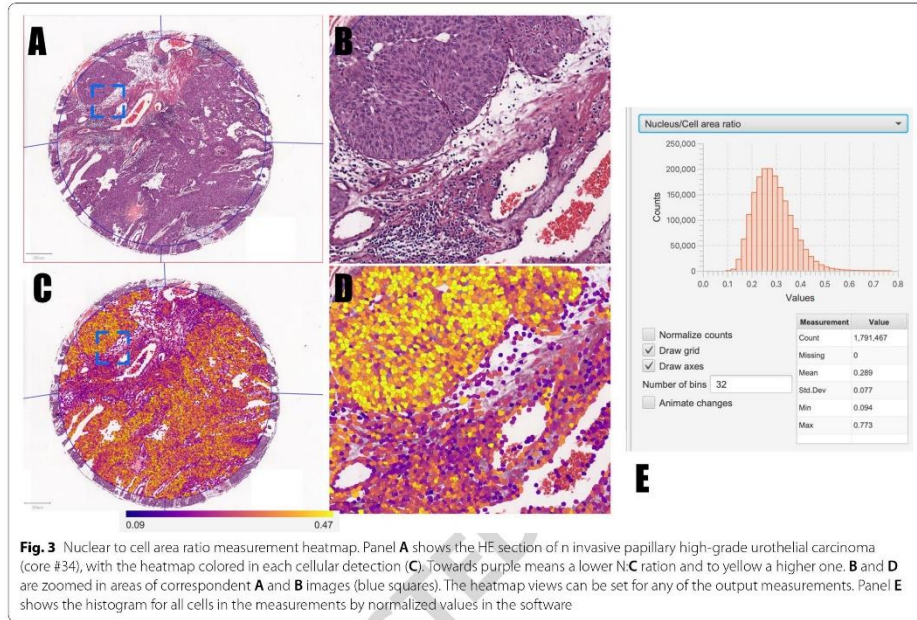 A
B
C
D
0.09
0.47
Nucleus/Cell area ratio
250,000
200,000
150,000
100,000
50,000
0
Counts
0.0 0.1 0.2 0.3 0.4 0.5 0.6 0.7 0.8
Values
Normalize counts
Draw grid
Draw axes
Number of bins 32
Animate changes
Measurement Value
Count 1,791,467
Missing 0
Mean 0.289
Std.Dev 0.077
Min 0.094
Max 0.773
E
Fig. 3 Nuclear to cell area ratio measurement heatmap. Panel A shows the HE section of n invasive papillary high-grade urothelial carcinoma
(core #34), with the heatmap colored in each cellular detection (C). Towards purple means a lower N:C ration and to yellow a higher one. B and D
are zoomed in areas of correspondent A and B images (blue squares). The heatmap views can be set for any of the output measurements. Panel E
shows the histogram for all cells in the measurements by normalized values in the software